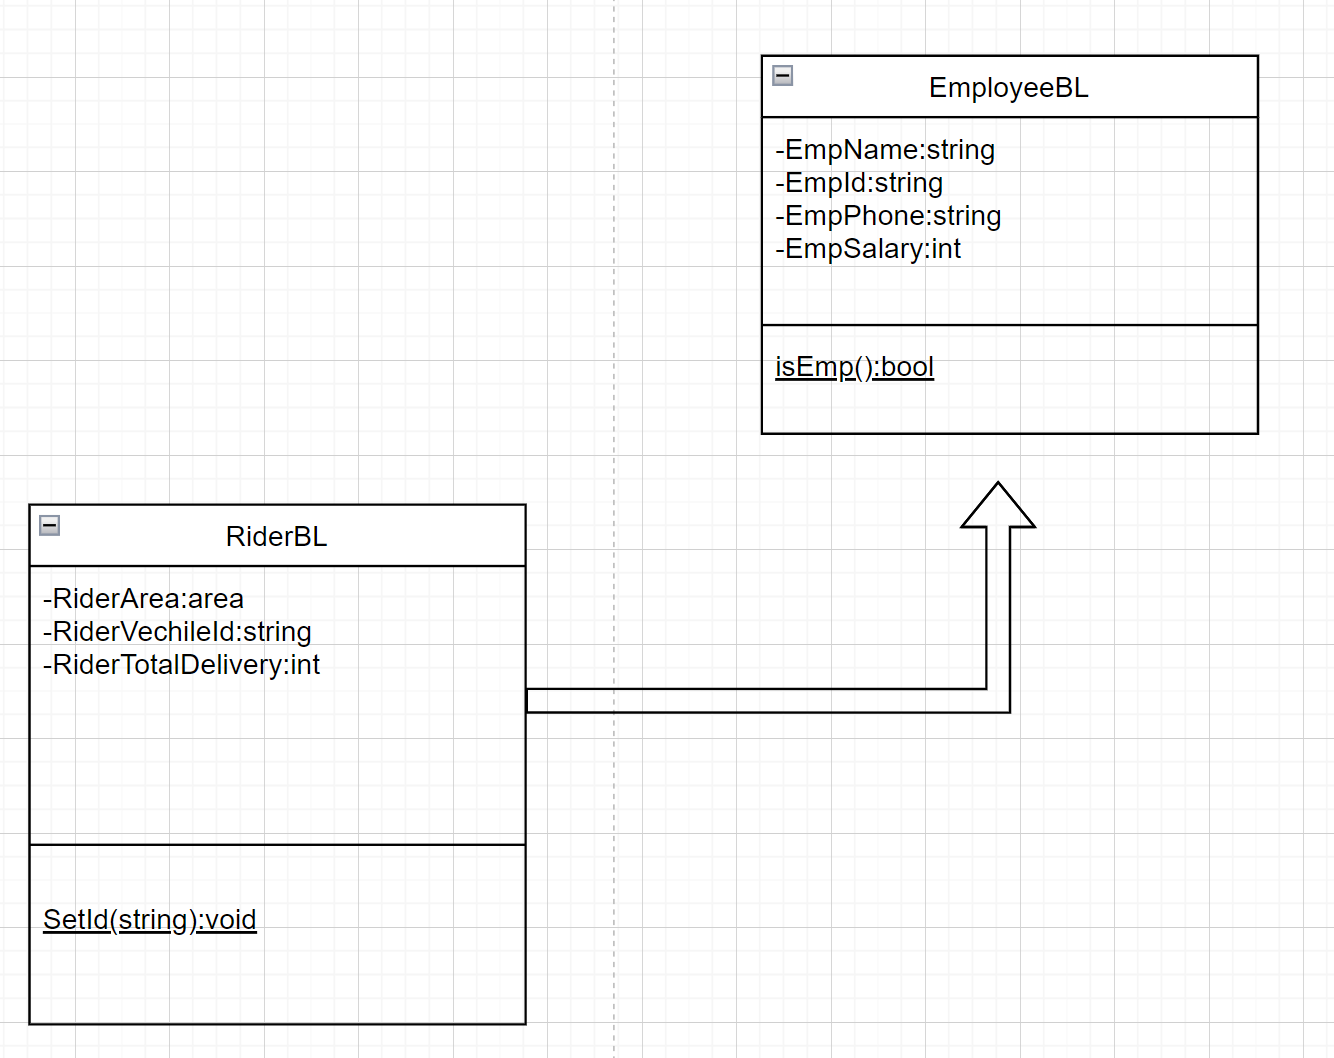 EmployeeBL
-EmpName:string
-EmpId:string
-EmpPhone:string
-EmpSalary:int
isEmp():bool
RiderBL
-RiderArea:area
-RiderVechileId:string
-RiderTotalDelivery:int
SetId(string):void